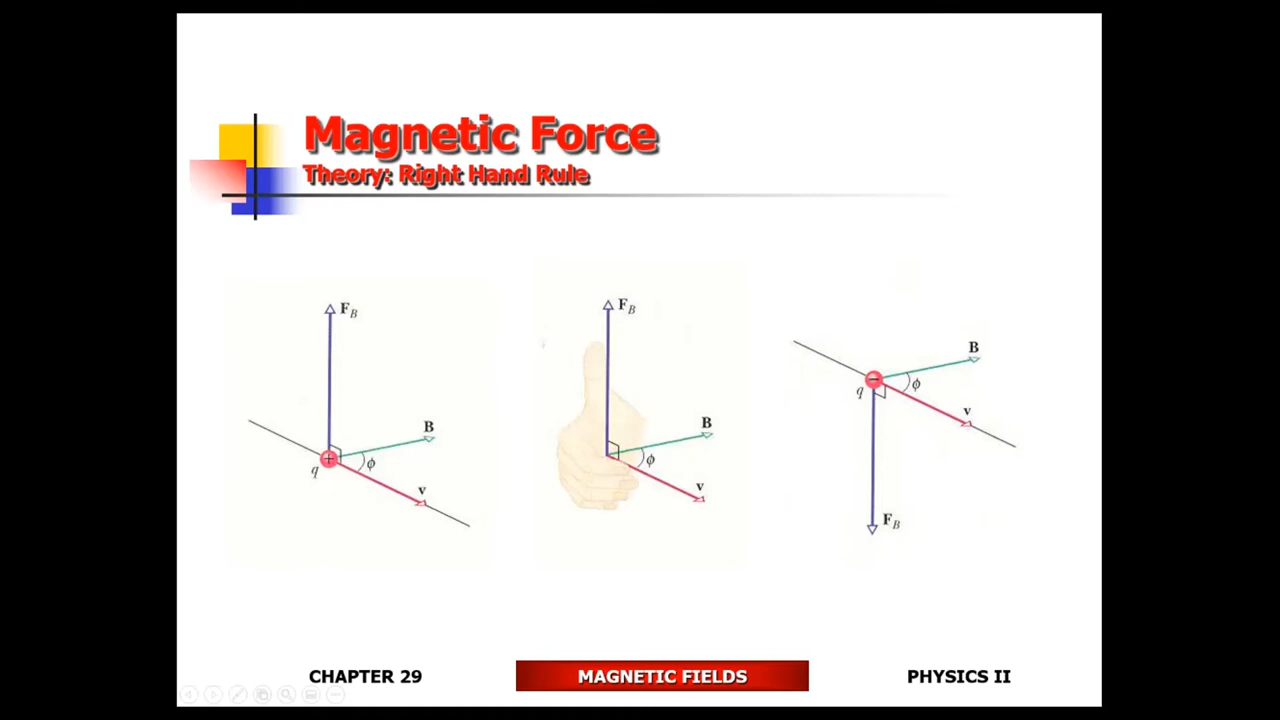 Magnetic Force
Theory: Right Hand Rule
F_B
B
ϕ
q
+
v
F_B
B
ϕ
v
B
ϕ
q
−
v
F_B
CHAPTER 29
MAGNETIC FIELDS
PHYSICS II